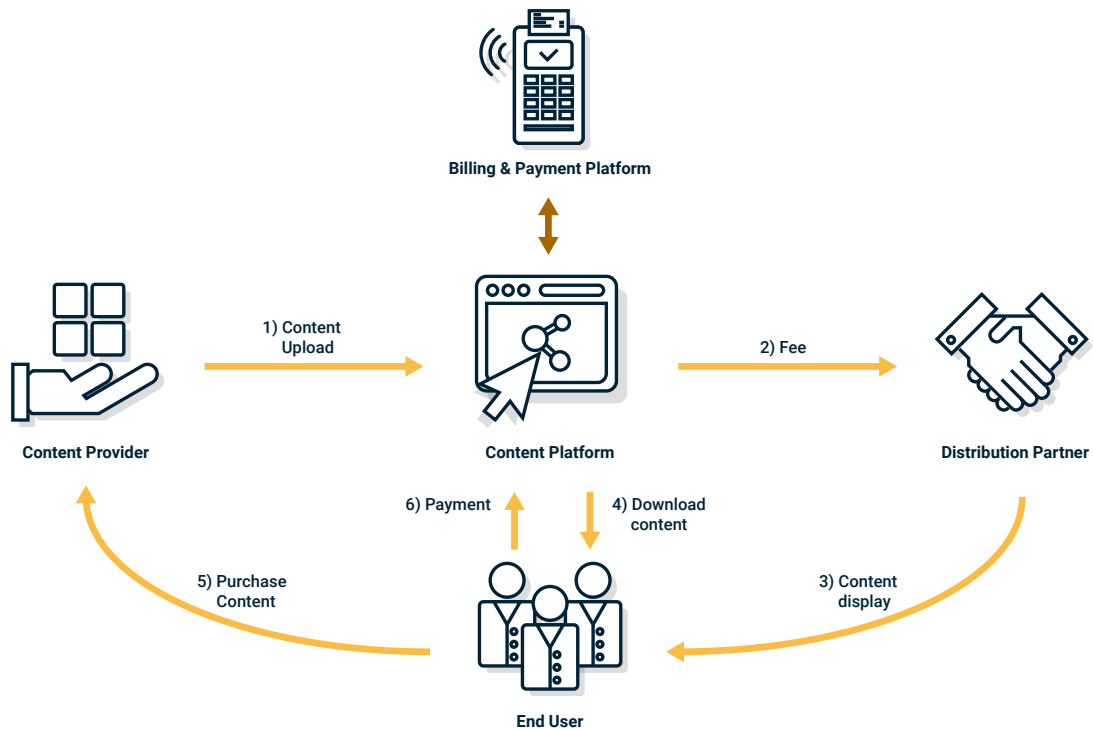 Billing & Payment Platform
1) Content
Upload
2) Fee
Content Provider
Content Platform
Distribution Partner
6) Payment
4) Download
content
5) Purchase
Content
3) Content
display
End User